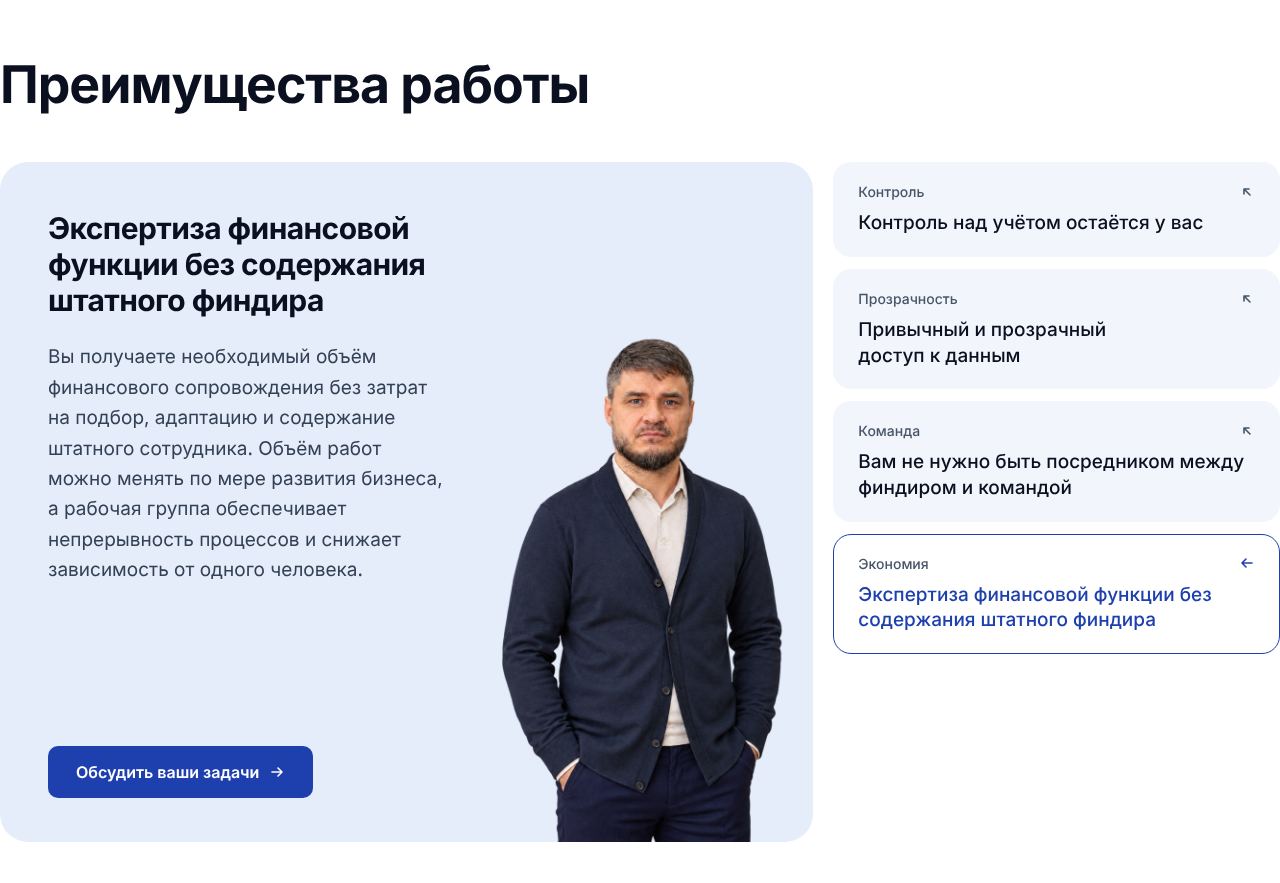 Преимущества работы
Экспертиза финансовой
функции без содержания
штатного финдира
Вы получаете необходимый объём
финансового сопровождения без затрат
на подбор, адаптацию и содержание
штатного сотрудника. Объём работ
можно менять по мере развития бизнеса,
а рабочая группа обеспечивает
непрерывность процессов и снижает
зависимость от одного человека.
Обсудить ваши задачи →
Контроль
Контроль над учётом остаётся у вас
Прозрачность
Привычный и прозрачный
доступ к данным
Команда
Вам не нужно быть посредником между
финдиром и командой
Экономия
Экспертиза финансовой функции без
содержания штатного финдира